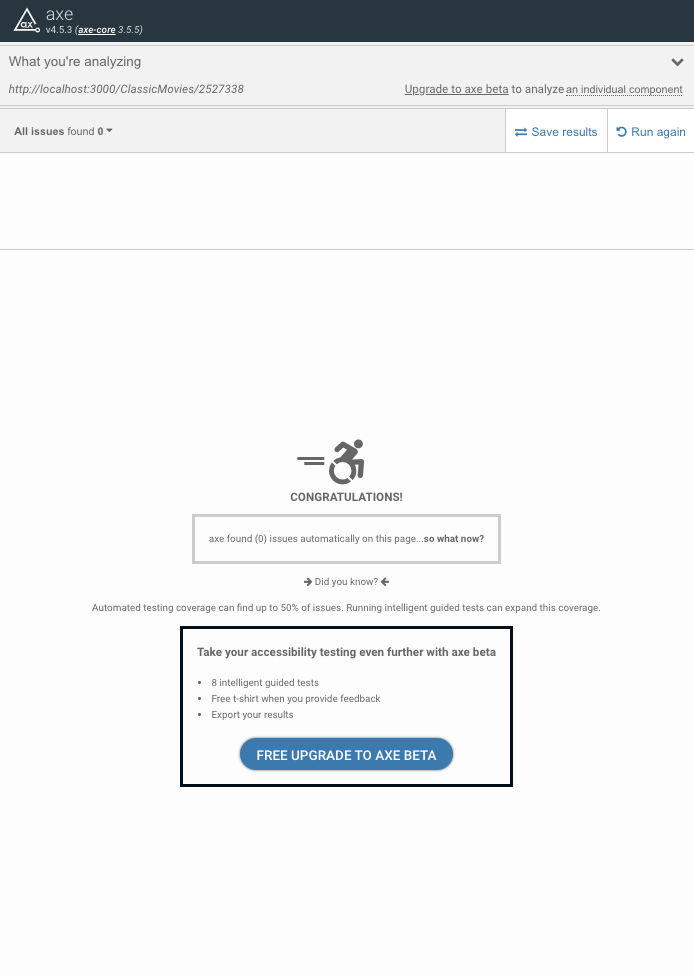 ax
axe
v4.5.3 (axe-core 3.5.5)
What you're analyzing
http://localhost:3000/ClassicMovies/2527338
Upgrade to axe beta to analyze an individual component
All issues found 0
Save results
Run again
CONGRATULATIONS!
axe found (0) issues automatically on this page...so what now?
Did you know?
Automated testing coverage can find up to 50% of issues. Running intelligent guided tests can expand this coverage.
Take your accessibility testing even further with axe beta
• 8 intelligent guided tests
• Free t-shirt when you provide feedback
• Export your results
FREE UPGRADE TO AXE BETA